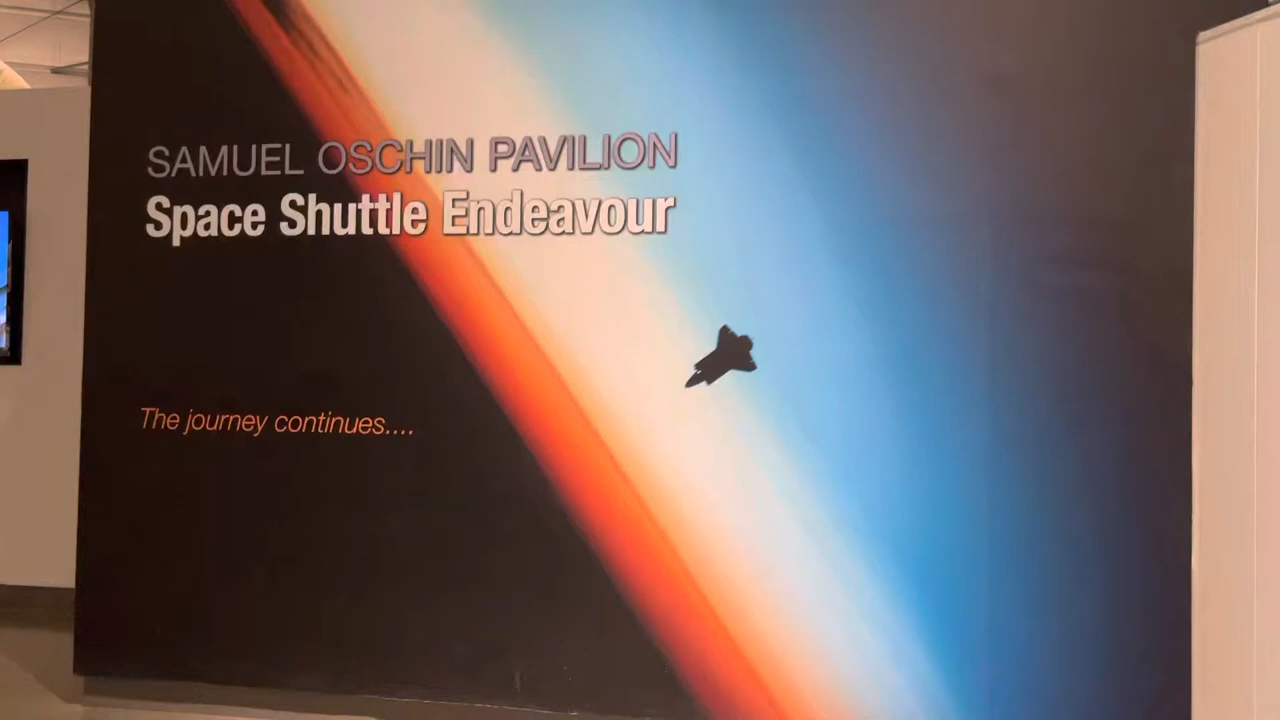 SAMUEL OSCHIN PAVILION
Space Shuttle Endeavour
The journey continues....